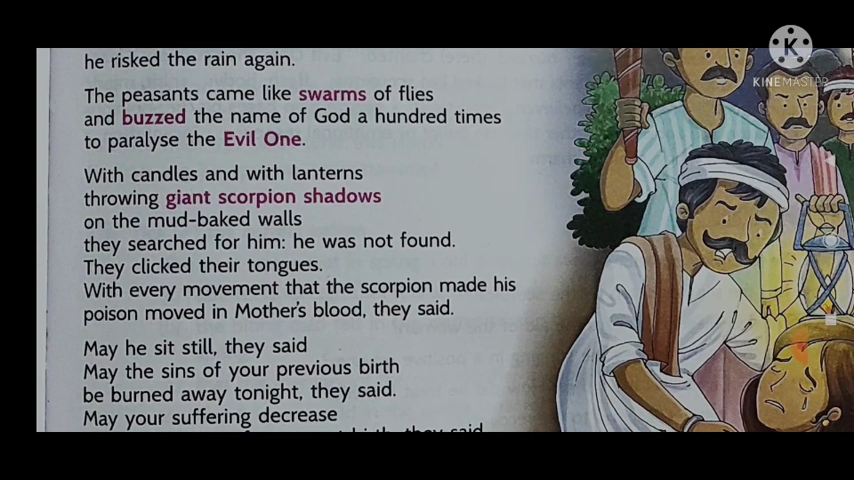 he risked the rain again.
The peasants came like swarms of flies
and buzzed the name of God a hundred times
to paralyse the Evil One.
With candles and with lanterns
throwing giant scorpion shadows
on the mud-baked walls
they searched for him: he was not found.
They clicked their tongues.
With every movement that the scorpion made his
poison moved in Mother's blood, they said.
May he sit still, they said
May the sins of your previous birth
be burned away tonight, they said.
May your suffering decrease
they said
KINEMASTER